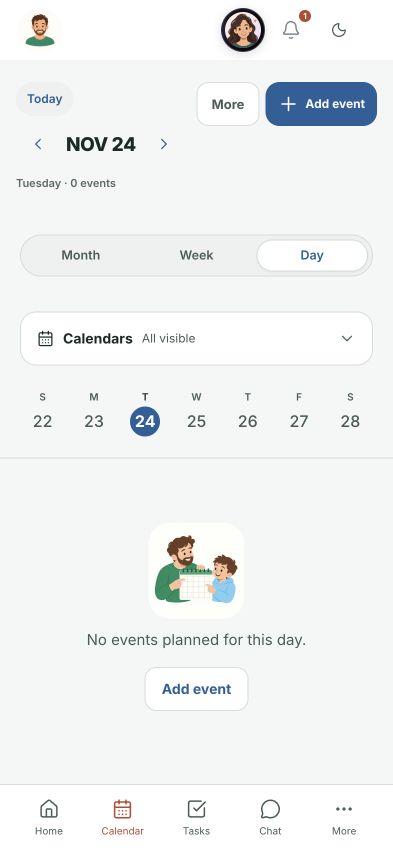 1
Today
More
Add event
NOV 24
Tuesday · 0 events
Month
Week
Day
Calendars All visible
S M T W T F S
22 23 24 25 26 27 28
No events planned for this day.
Add event
Home
Calendar
Tasks
Chat
More